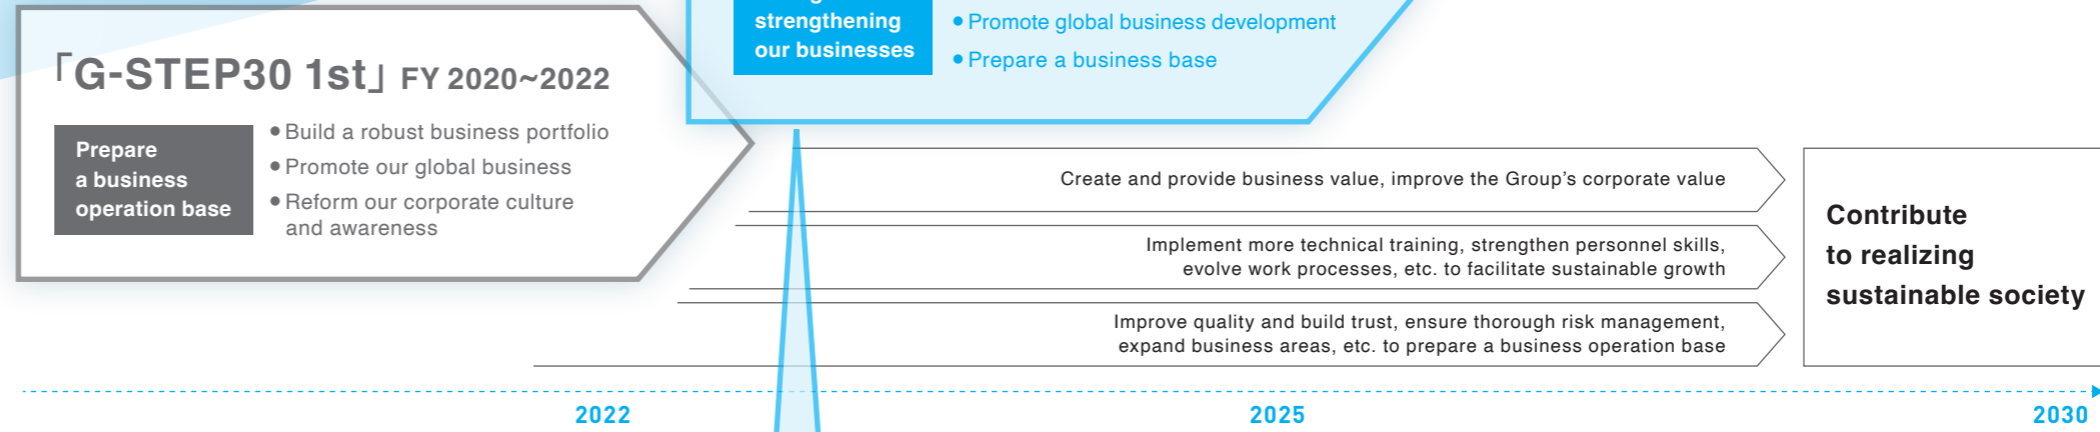 strengthening
our businesses
● Promote global business development
● Prepare a business base
「G-STEP30 1st」 FY 2020~2022
Prepare
a business
operation base
● Build a robust business portfolio
● Promote our global business
● Reform our corporate culture
and awareness
Create and provide business value, improve the Group's corporate value
Implement more technical training, strengthen personnel skills,
evolve work processes, etc. to facilitate sustainable growth
Improve quality and build trust, ensure thorough risk management,
expand business areas, etc. to prepare a business operation base
Contribute
to realizing
sustainable society
2022
2025
2030